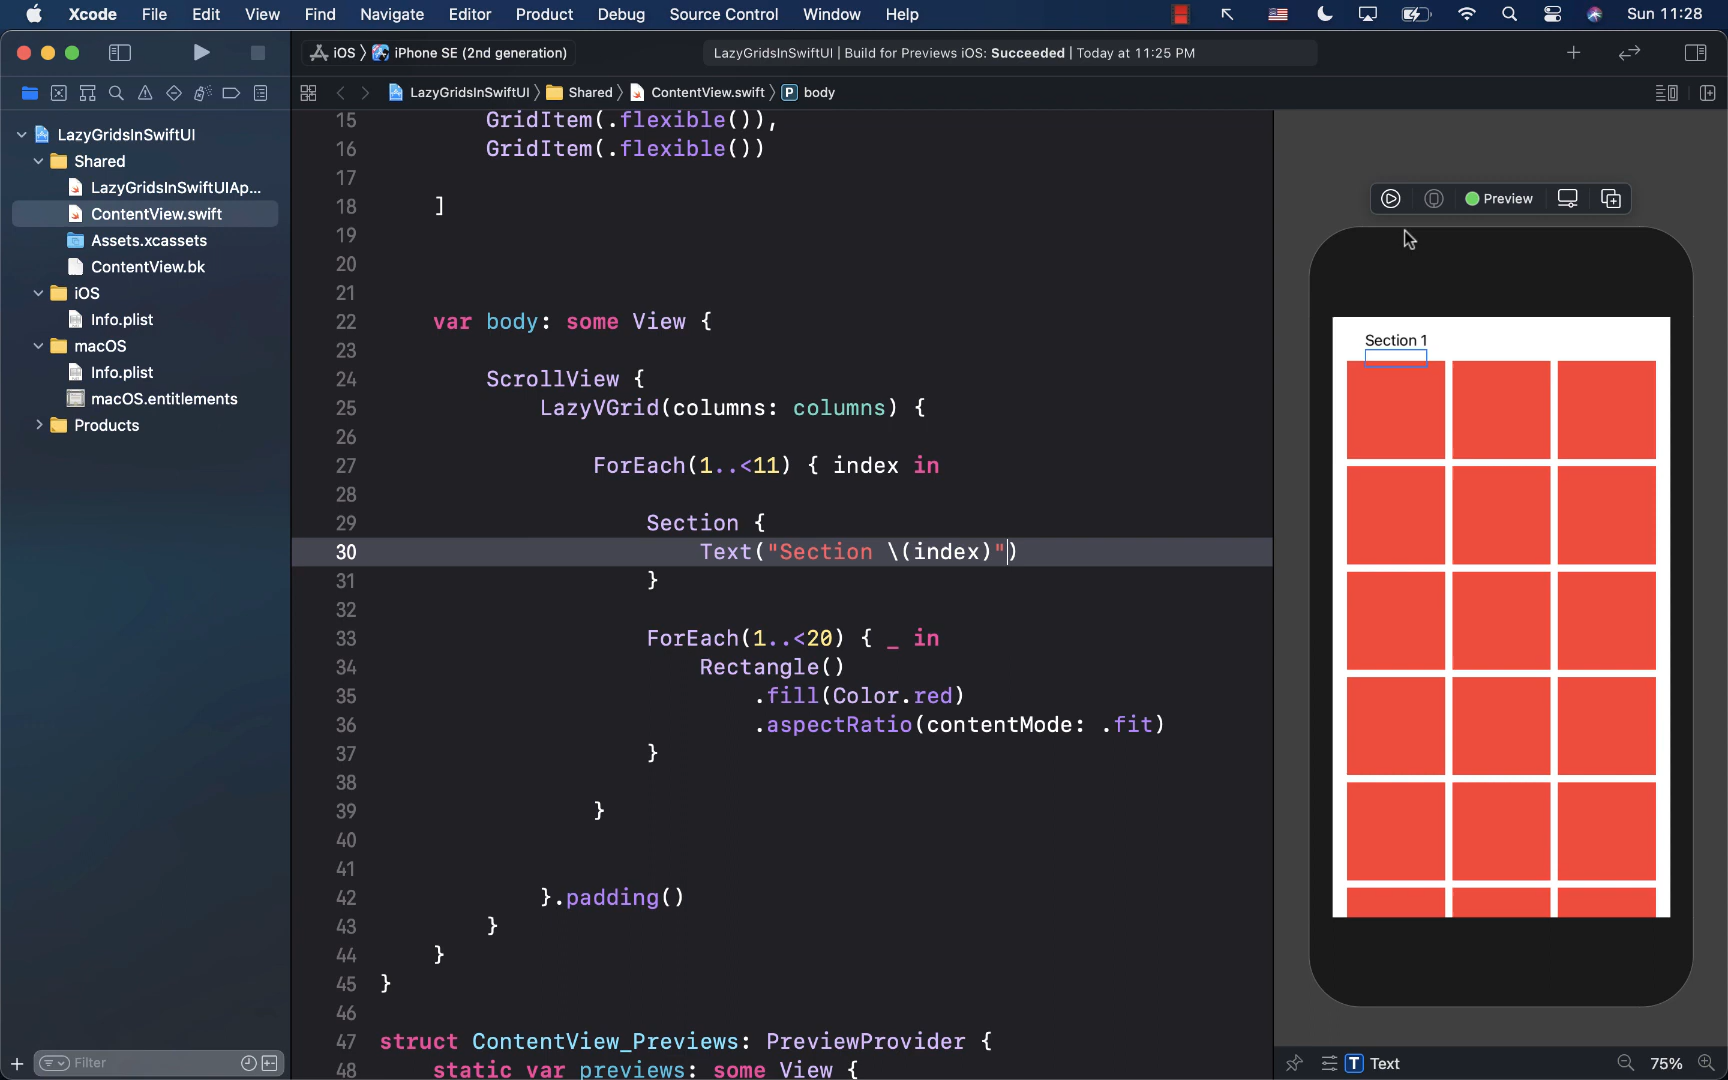 Xcode File Edit View Find Navigate Editor Product Debug Source Control Window Help Sun 11:28
iOS iPhone SE (2nd generation) LazyGridsInSwiftUI | Build for Previews iOS: Succeeded | Today at 11:25 PM
LazyGridsInSwiftUI Shared ContentView.swift P body
LazyGridsInSwiftUI
Shared
LazyGridsInSwiftUIAp...
ContentView.swift
Assets.xcassets
ContentView.bk
iOS
Info.plist
macOS
Info.plist
macOS.entitlements
Products
Filter
15 GridItem(.flexible()),
16 GridItem(.flexible())
17
18 ]
19
20
21
22 var body: some View {
23
24 ScrollView {
25 LazyVGrid(columns: columns) {
26
27 ForEach(1..<11) { index in
28
29 Section {
30 Text("Section \(index)")
31 }
32
33 ForEach(1..<20) { _ in
34 Rectangle()
35 .fill(Color.red)
36 .aspectRatio(contentMode: .fit)
37 }
38
39 }
40
41
42 }.padding()
43 }
44 }
45 }
46
47 struct ContentView_Previews: PreviewProvider {
48 static var previews: some View {
Preview
Section 1
T Text 75%